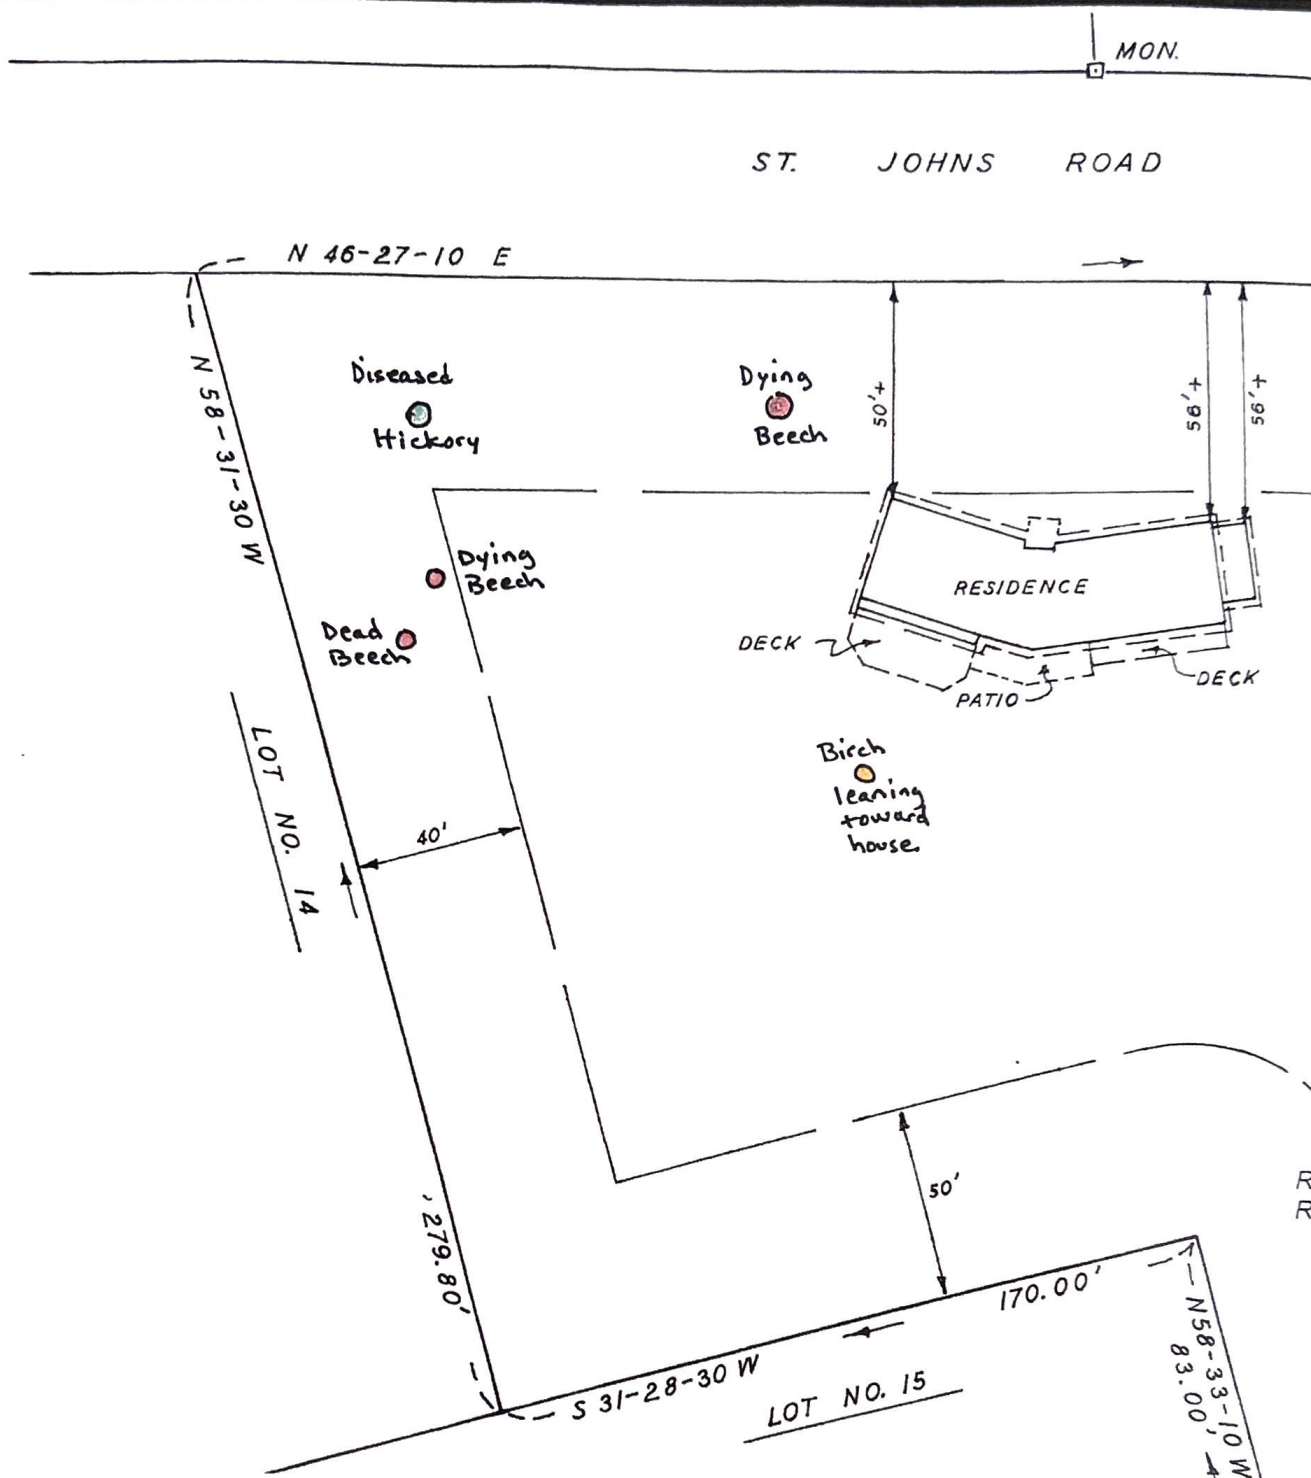 MON.
ST. JOHNS ROAD
N 46-27-10 E
N 58-31-30 W
Diseased
Hickory
Dying
Beech
50'+
56'+
56'+
Dying
Beech
Dead
Beech
RESIDENCE
DECK
PATIO
DECK
LOT NO. 14
Birch
leaning
toward
house.
40'
50'
R
R
279.80'
170.00'
S 31-28-30 W
LOT NO. 15
N58-33-10 W
83.00'